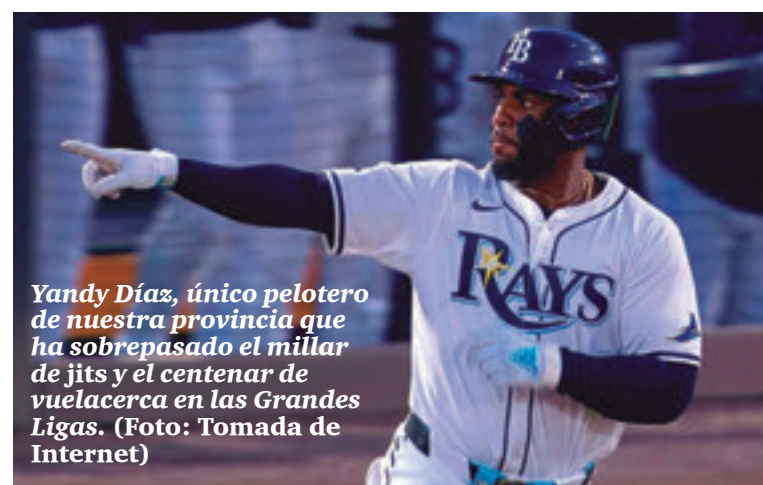 TB
RAYS
Yandy Díaz, único pelotero
de nuestra provincia que
ha sobrepasado el millar
de jits y el centenar de
vuelacerca en las Grandes
Ligas. (Foto: Tomada de
Internet)